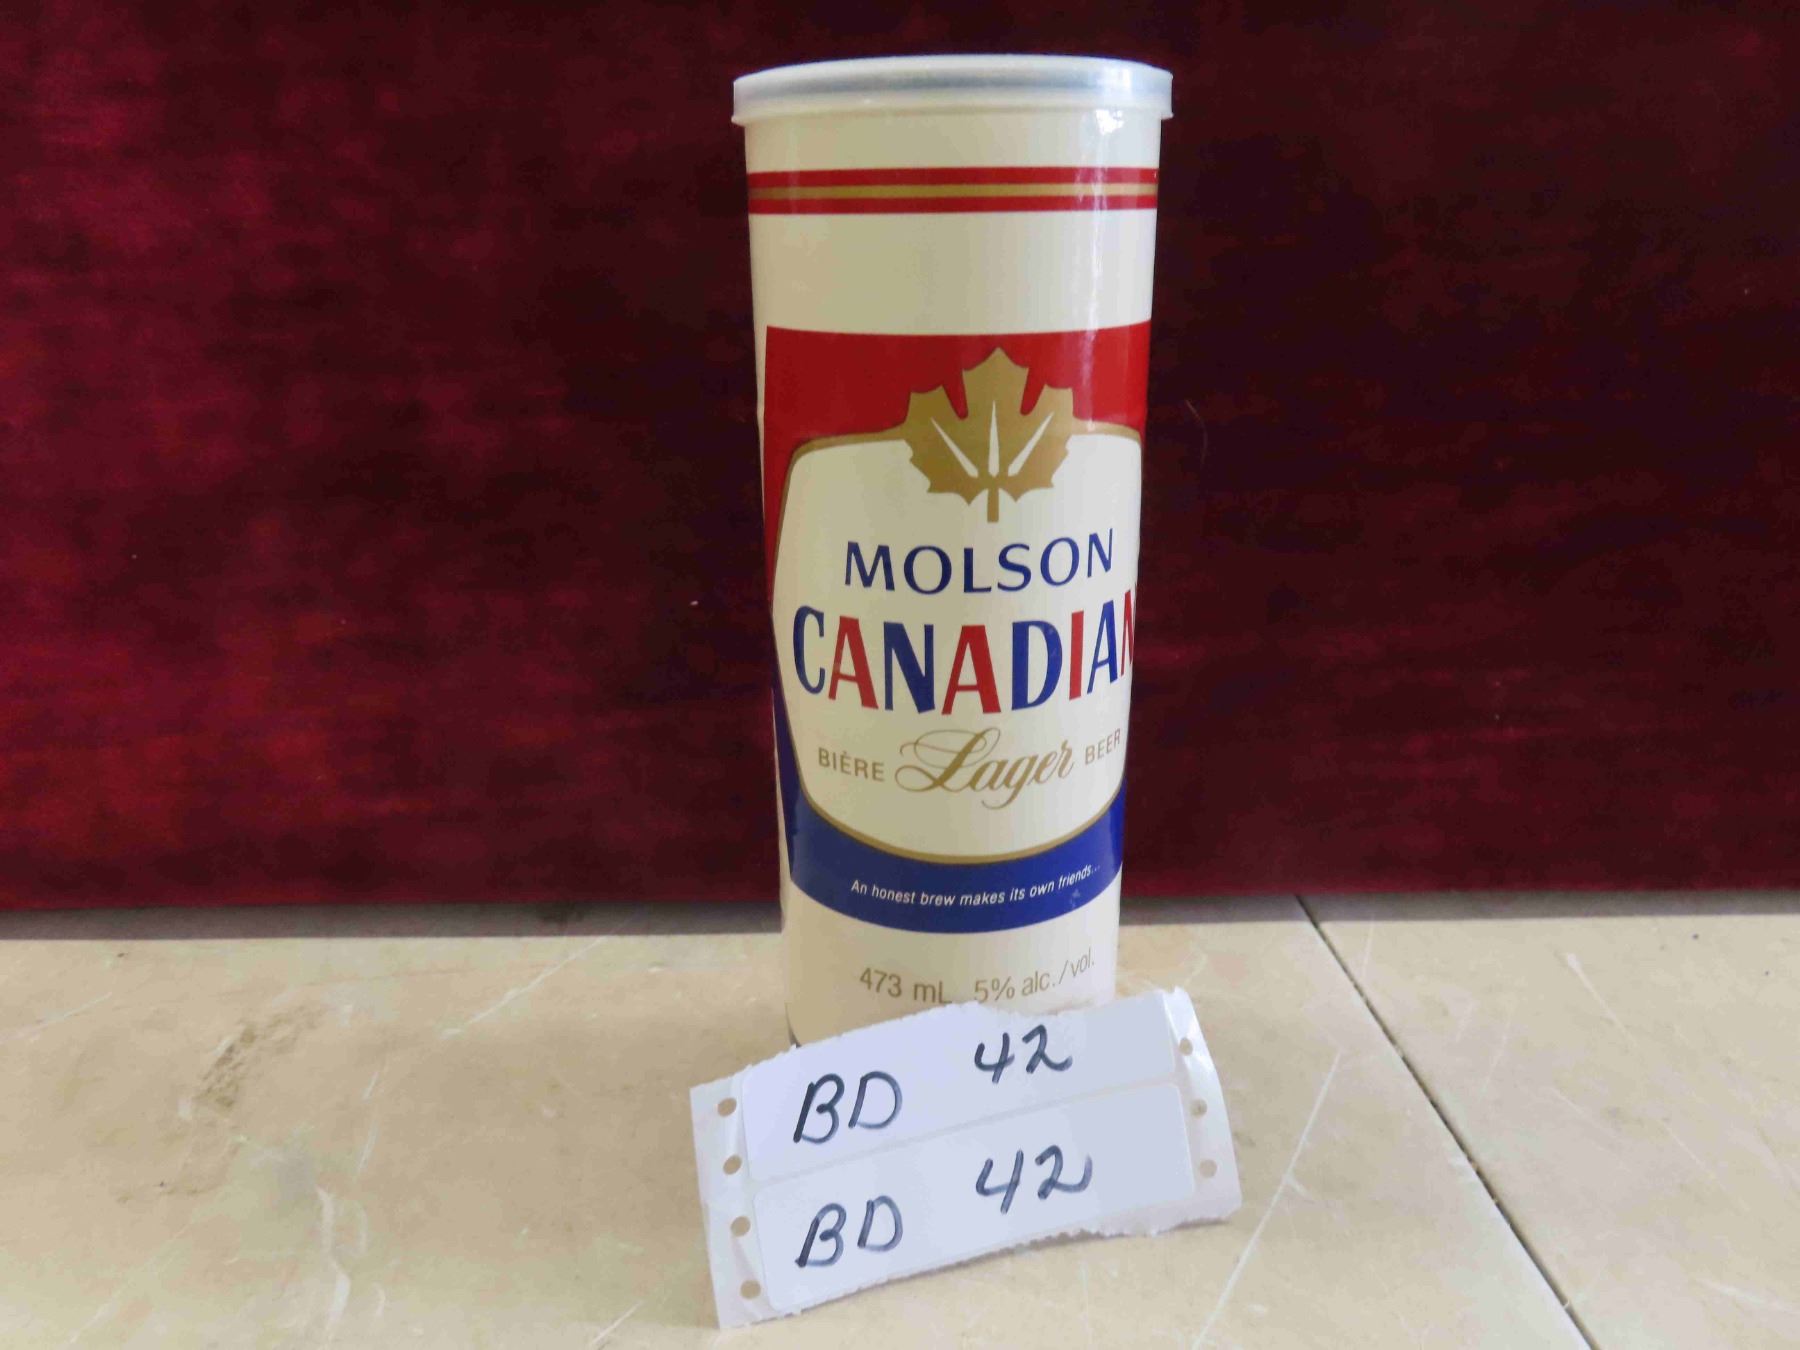 MOLSON
CANADIAN
BIÈRE Lager BEER
An honest brew makes its own friends...
473 mL 5% alc./vol.
BD 42
BD 42